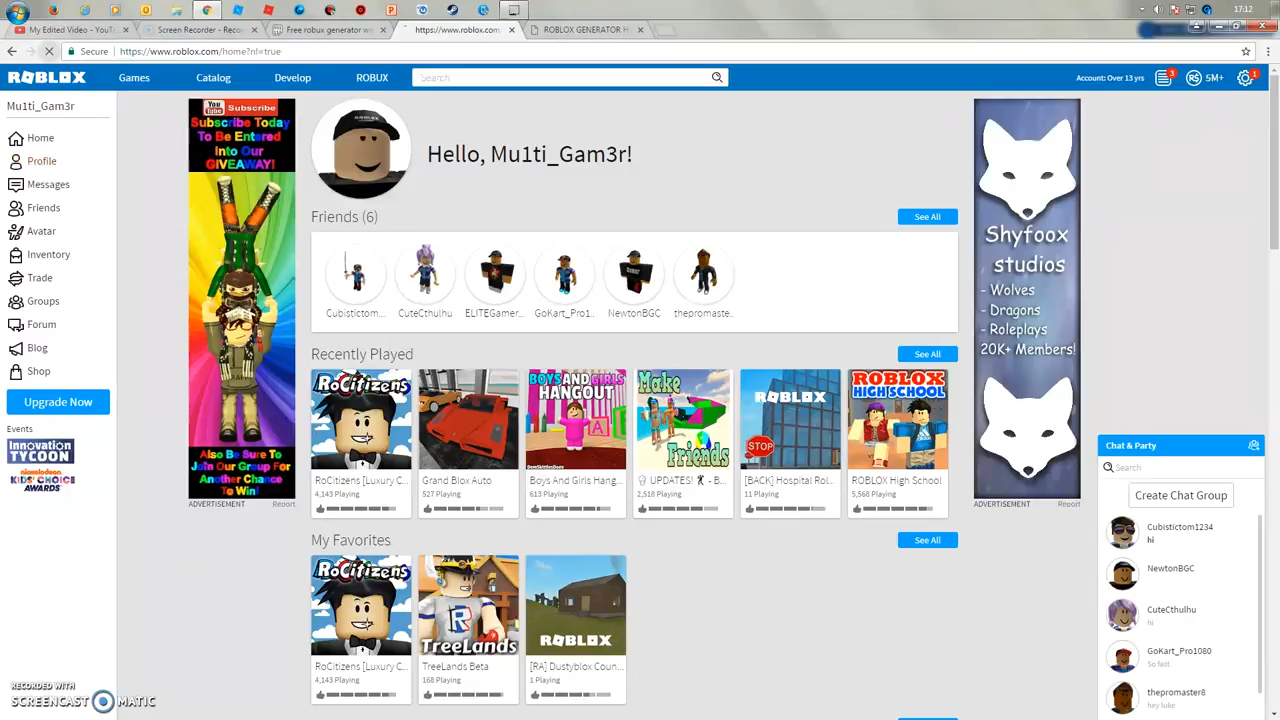 17:12
My Edited Video - YouT
Screen Recorder - Recor
Free robux generator we
https://www.roblox.com
ROBLOX GENERATOR H
Secure https://www.roblox.com/home?nl=true
ROBLOX Games Catalog Develop ROBUX Search Account: Over 13 yrs 3 R$ 5M+ 1
Mu1ti_Gam3r
Home
Profile
Messages
Friends
Avatar
Inventory
Trade
Groups
Forum
Blog
Shop
Upgrade Now
Events
INNOVATION
TYCOON
nickelodeon
KIDS' CHOICE
AWARDS
You Tube Subscribe
Subscribe Today
To Be Entered
Into Our
GIVEAWAY!
Also Be Sure To
Join Our Group For
Another Chance
To Win!
ADVERTISEMENT Report
Hello, Mu1ti_Gam3r!
Friends (6) See All
Cubistictom... CuteCthulhu ELITEGamer... GoKart_Pro1.. NewtonBGC thepromaste..
Recently Played See All
RoCitizens
BOYS AND GIRLS
HANGOUT
Make
Friends
ROBLOX
STOP
ROBLOX
HIGH SCHOOL
RoCitizens [Luxury C... Grand Blox Auto Boys And Girls Hang... UPDATES! - B... [BACK] Hospital Rol... ROBLOX High School
4,143 Playing 527 Playing 613 Playing 2,518 Playing 11 Playing 5,568 Playing
My Favorites See All
RoCitizens
TreeLands
ROBLOX
RoCitizens [Luxury C... TreeLands Beta [RA] Dustyblox Coun...
4,143 Playing 168 Playing 1 Playing
Shyfoox
studios
- Wolves
- Dragons
- Roleplays
20K+ Members!
ADVERTISEMENT Report
Chat & Party
Search
Create Chat Group
Cubistictom1234
hi
NewtonBGC
CuteCthulhu
hi
GoKart_Pro1080
So fast
thepromaster8
hey luke
RECORDED WITH
SCREENCAST MATIC